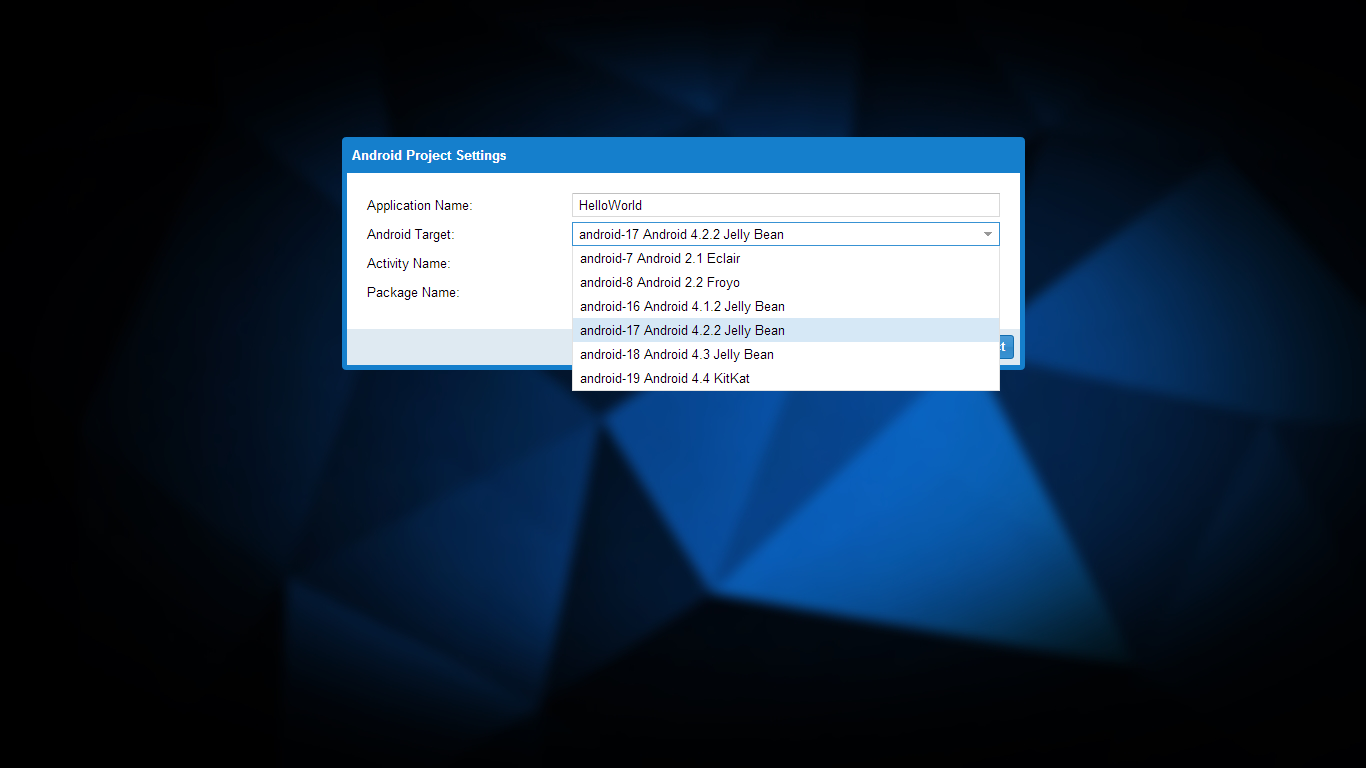 Android Project Settings
Application Name: HelloWorld
Android Target: android-17 Android 4.2.2 Jelly Bean
Activity Name:
Package Name:
android-7 Android 2.1 Eclair
android-8 Android 2.2 Froyo
android-16 Android 4.1.2 Jelly Bean
android-17 Android 4.2.2 Jelly Bean
android-18 Android 4.3 Jelly Bean
android-19 Android 4.4 KitKat